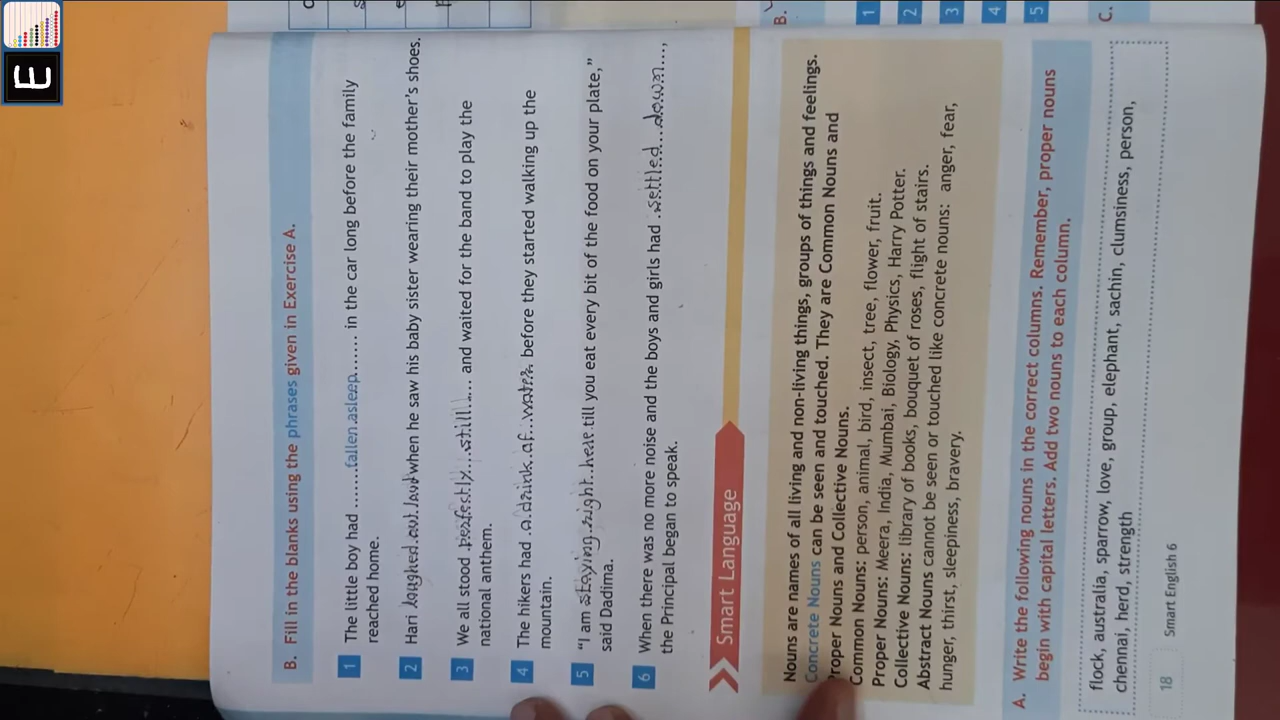 E
B. Fill in the blanks using the phrases given in Exercise A.
1 The little boy had ......fallen asleep...... in the car long before the family
reached home.
2 Hari laughed out loud when he saw his baby sister wearing their mother's shoes.
3 We all stood perfectly...still.... and waited for the band to play the
national anthem.
4 The hikers had a drink of...water. before they started walking up the
mountain.
5 "I am staying right here till you eat every bit of the food on your plate,"
said Dadima.
6 When there was no more noise and the boys and girls had .settled...down...,
the Principal began to speak.
Smart Language
Nouns are names of all living and non-living things, groups of things and feelings.
Concrete Nouns can be seen and touched. They are Common Nouns and
Proper Nouns and Collective Nouns.
Common Nouns: person, animal, bird, insect, tree, flower, fruit.
Proper Nouns: Meera, India, Mumbai, Biology, Physics, Harry Potter.
Collective Nouns: library of books, bouquet of roses, flight of stairs.
Abstract Nouns cannot be seen or touched like concrete nouns: anger, fear,
hunger, thirst, sleepiness, bravery.
A. Write the following nouns in the correct columns. Remember, proper nouns
begin with capital letters. Add two nouns to each column.
flock, australia, sparrow, love, group, elephant, sachin, clumsiness, person,
chennai, herd, strength
18 Smart English 6
B.
1
2
3
4
5
C.